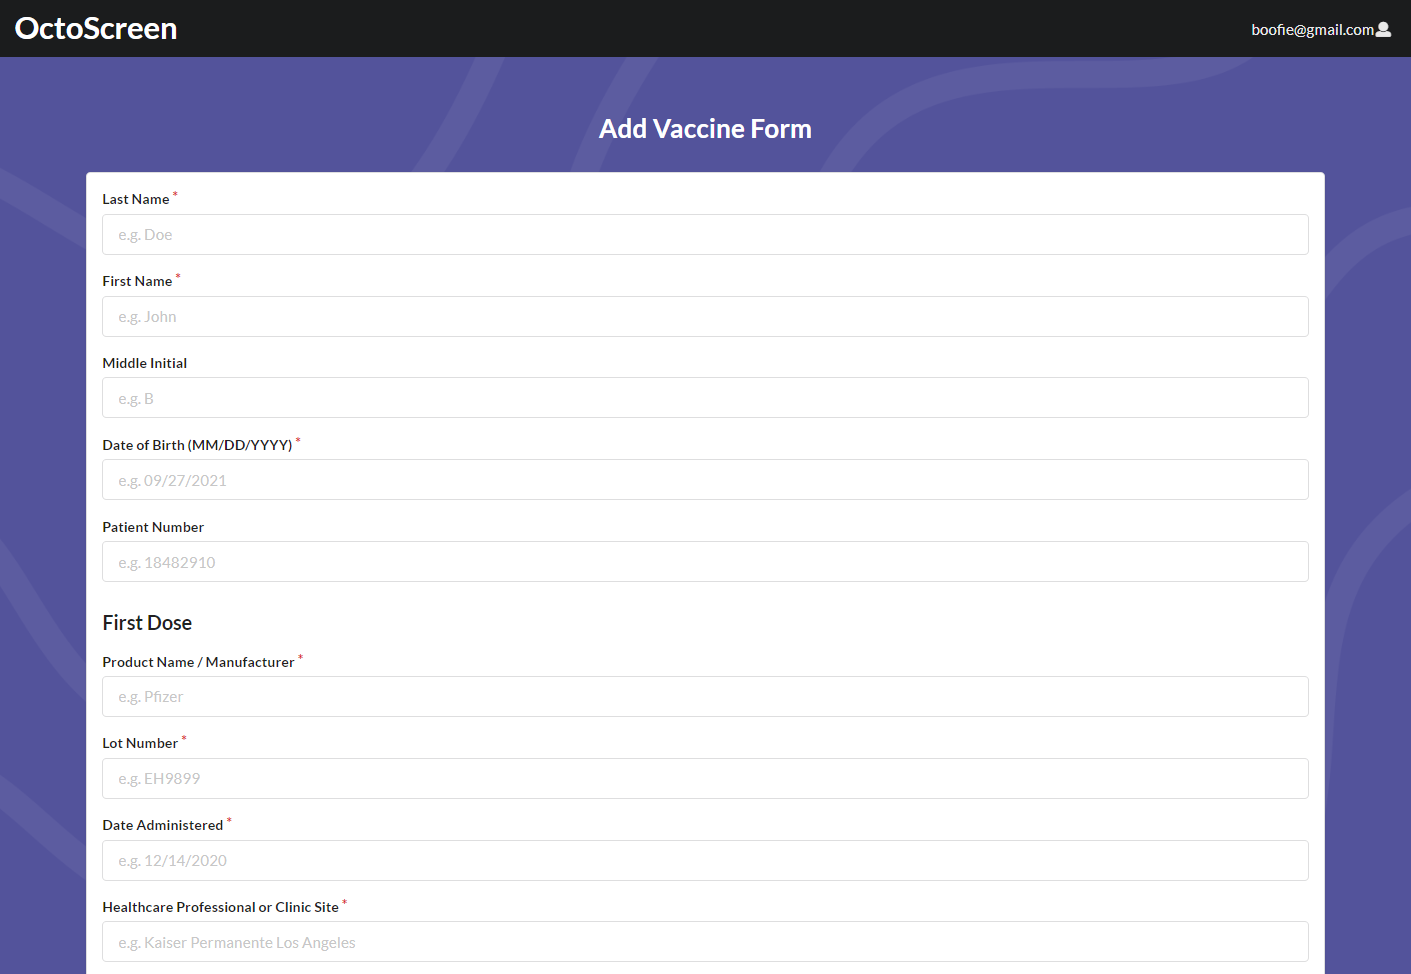 OctoScreen
boofie@gmail.com
Add Vaccine Form
Last Name *
e.g. Doe
First Name *
e.g. John
Middle Initial
e.g. B
Date of Birth (MM/DD/YYYY) *
e.g. 09/27/2021
Patient Number
e.g. 18482910
First Dose
Product Name / Manufacturer *
e.g. Pfizer
Lot Number *
e.g. EH9899
Date Administered *
e.g. 12/14/2020
Healthcare Professional or Clinic Site *
e.g. Kaiser Permanente Los Angeles